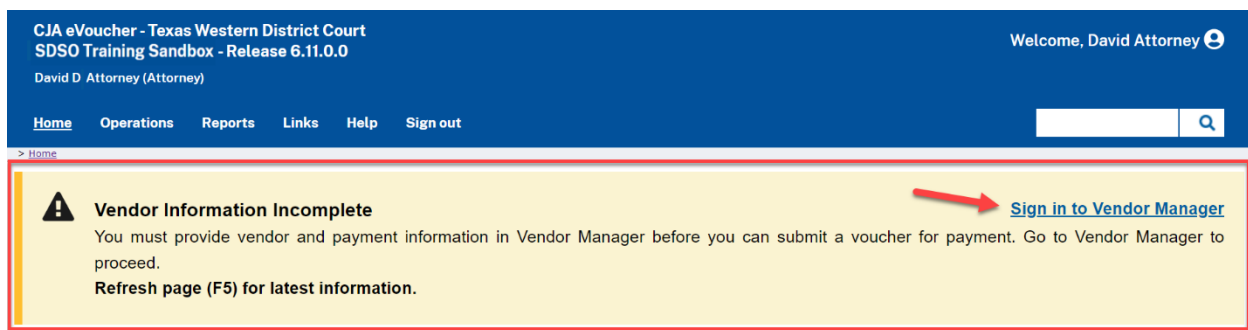 CJA eVoucher - Texas Western District Court
SDSO Training Sandbox - Release 6.11.0.0
Welcome, David Attorney
David D Attorney (Attorney)
Home Operations Reports Links Help Sign out
> Home
Vendor Information Incomplete
Sign in to Vendor Manager
You must provide vendor and payment information in Vendor Manager before you can submit a voucher for payment. Go to Vendor Manager to
proceed.
Refresh page (F5) for latest information.